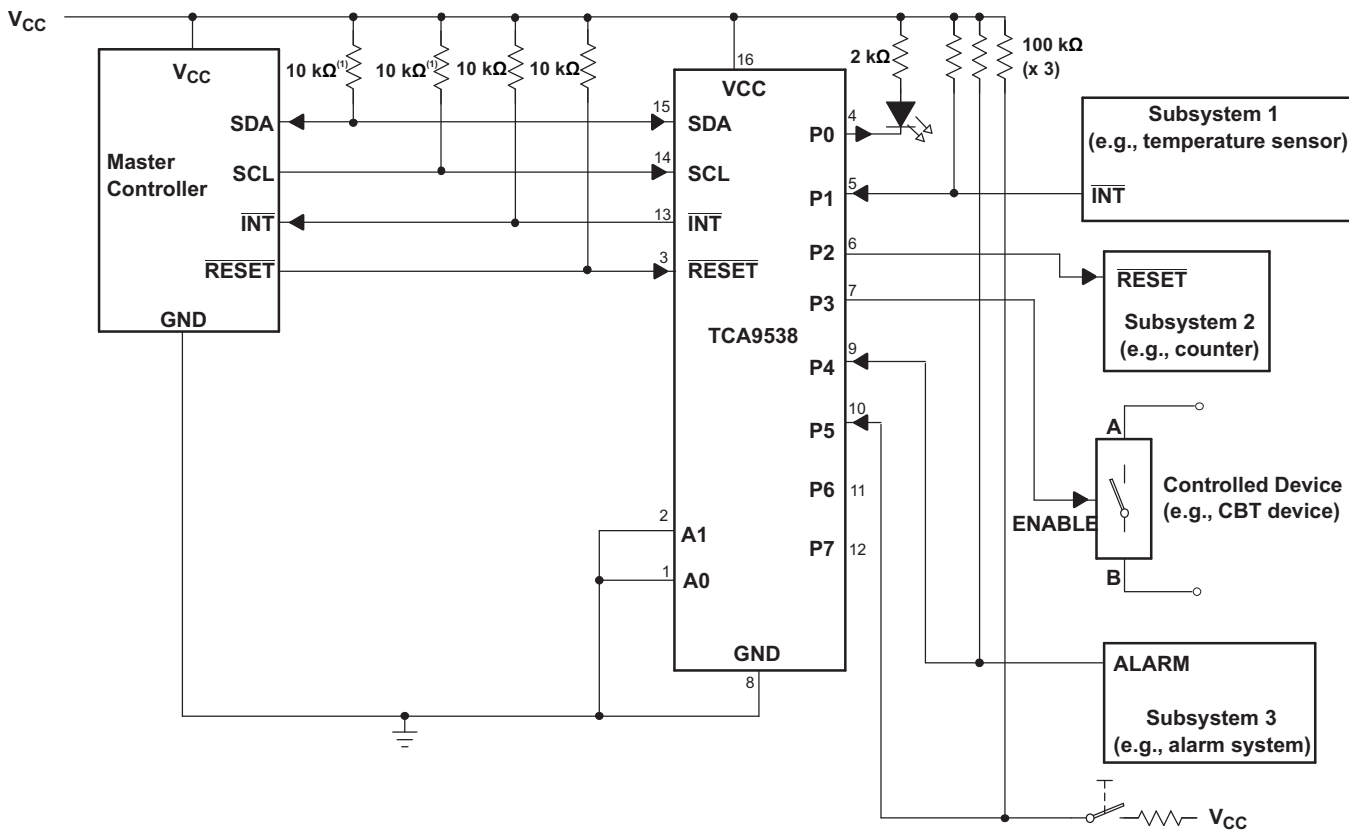 VCC
VCC
10 kΩ(1)
10 kΩ(1)
10 kΩ
10 kΩ
16
VCC
2 kΩ
100 kΩ
(x 3)
Master
Controller
SDA
SCL
INT
RESET
GND
15
SDA
14
SCL
13
INT
3
RESET
TCA9538
2
A1
1
A0
GND
8
P0
4
P1
5
P2
6
P3
7
P4
9
P5
10
P6
11
P7
12
Subsystem 1
(e.g., temperature sensor)
INT
RESET
Subsystem 2
(e.g., counter)
A
ENABLE
B
Controlled Device
(e.g., CBT device)
ALARM
Subsystem 3
(e.g., alarm system)
VCC